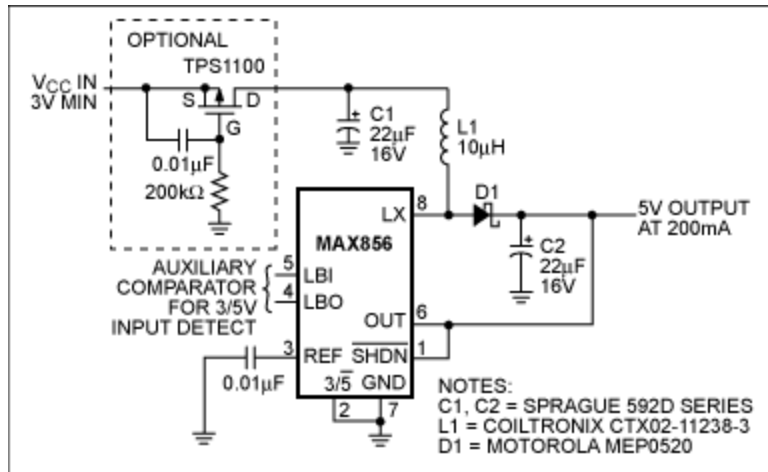 OPTIONAL
TPS1100
VCC IN
3V MIN
S
D
G
0.01µF
200kΩ
C1
22µF
16V
L1
10µH
D1
8
LX
MAX856
5V OUTPUT
AT 200mA
C2
22µF
16V
AUXILIARY
COMPARATOR
FOR 3/5V
INPUT DETECT
5
LBI
4
LBO
OUT
6
3
REF
SHDN
1
0.01µF
3/5
GND
2
7
NOTES:
C1, C2 = SPRAGUE 592D SERIES
L1 = COILTRONIX CTX02-11238-3
D1 = MOTOROLA MEP0520